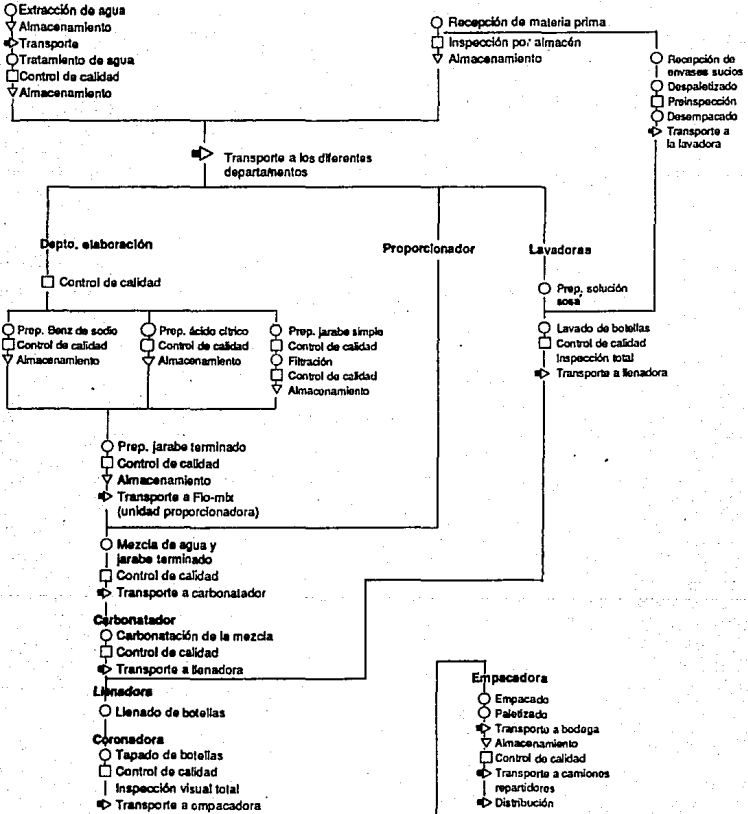 Extracción de agua
Almacenamiento
Transporte
Tratamiento de agua
Control de calidad
Almacenamiento
Recepción de materia prima
Inspección por almacén
Almacenamiento
Recepción de
envases sucios
Despaletizado
Preinspección
Desempacado
Transporte a
la lavadora
Transporte a los diferentes
departamentos
Depto. elaboración
Proporcionador
Lavadoras
Control de calidad
Prep. solución
sosa
Prep. Benz de sodio
Control de calidad
Almacenamiento
Prep. ácido cítrico
Control de calidad
Almacenamiento
Prep. jarabe simple
Control de calidad
Filtración
Control de calidad
Almacenamiento
Lavado de botellas
Control de calidad
Inspección total
Transporte a llenadora
Prep. jarabe terminado
Control de calidad
Almacenamiento
Transporte a Flo-mix
(unidad proporcionadora)
Mezcla de agua y
jarabe terminado
Control de calidad
Transporte a carbonatador
Carbonatador
Carbonatación de la mezcla
Control de calidad
Transporte a llenadora
Llenadora
Llenado de botellas
Coronadora
Tapado de botellas
Control de calidad
Inspección visual total
Transporte a empacadora
Empacadora
Empacado
Paletizado
Transporte a bodega
Almacenamiento
Control de calidad
Transporte a camiones
repartidores
Distribución